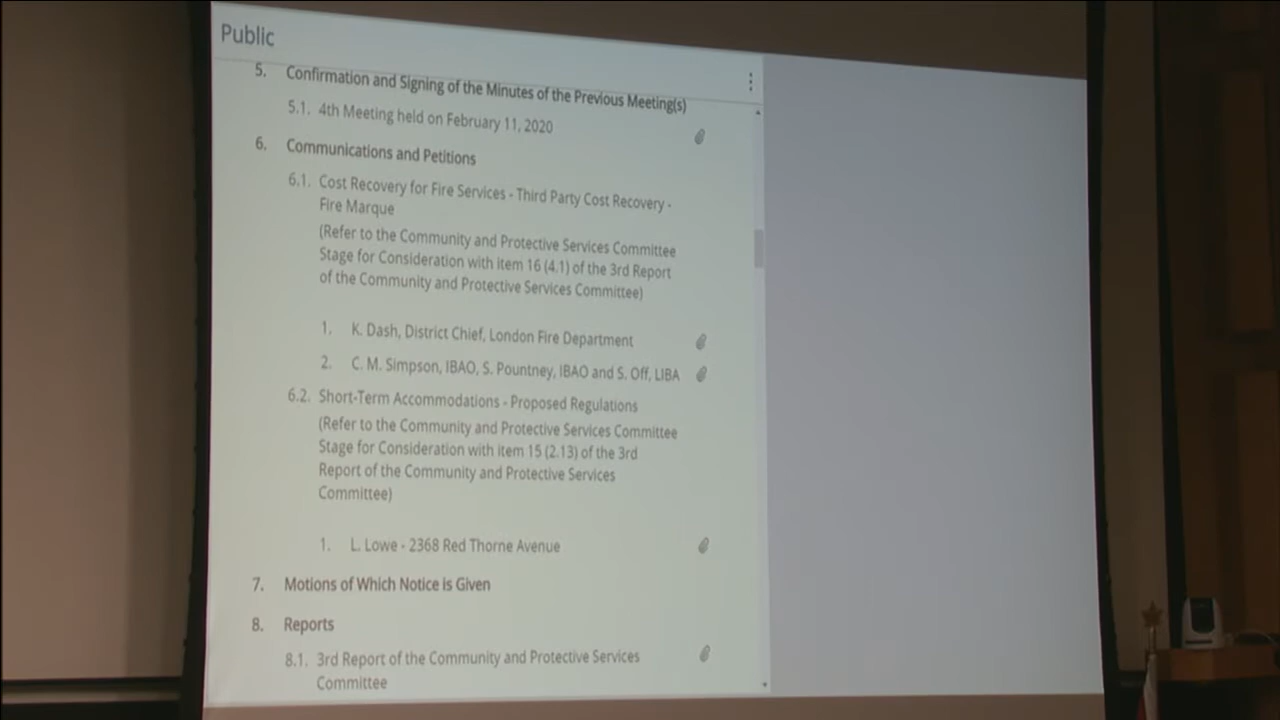 Public
5. Confirmation and Signing of the Minutes of the Previous Meeting(s)
5.1. 4th Meeting held on February 11, 2020
6. Communications and Petitions
6.1. Cost Recovery for Fire Services - Third Party Cost Recovery -
Fire Marque
(Refer to the Community and Protective Services Committee
Stage for Consideration with item 16 (4.1) of the 3rd Report
of the Community and Protective Services Committee)
1. K. Dash, District Chief, London Fire Department
2. C. M. Simpson, IBAO, S. Pountney, IBAO and S. Off, LIBA
6.2. Short-Term Accommodations - Proposed Regulations
(Refer to the Community and Protective Services Committee
Stage for Consideration with item 15 (2.13) of the 3rd
Report of the Community and Protective Services
Committee)
1. L. Lowe - 2368 Red Thorne Avenue
7. Motions of Which Notice is Given
8. Reports
8.1. 3rd Report of the Community and Protective Services
Committee